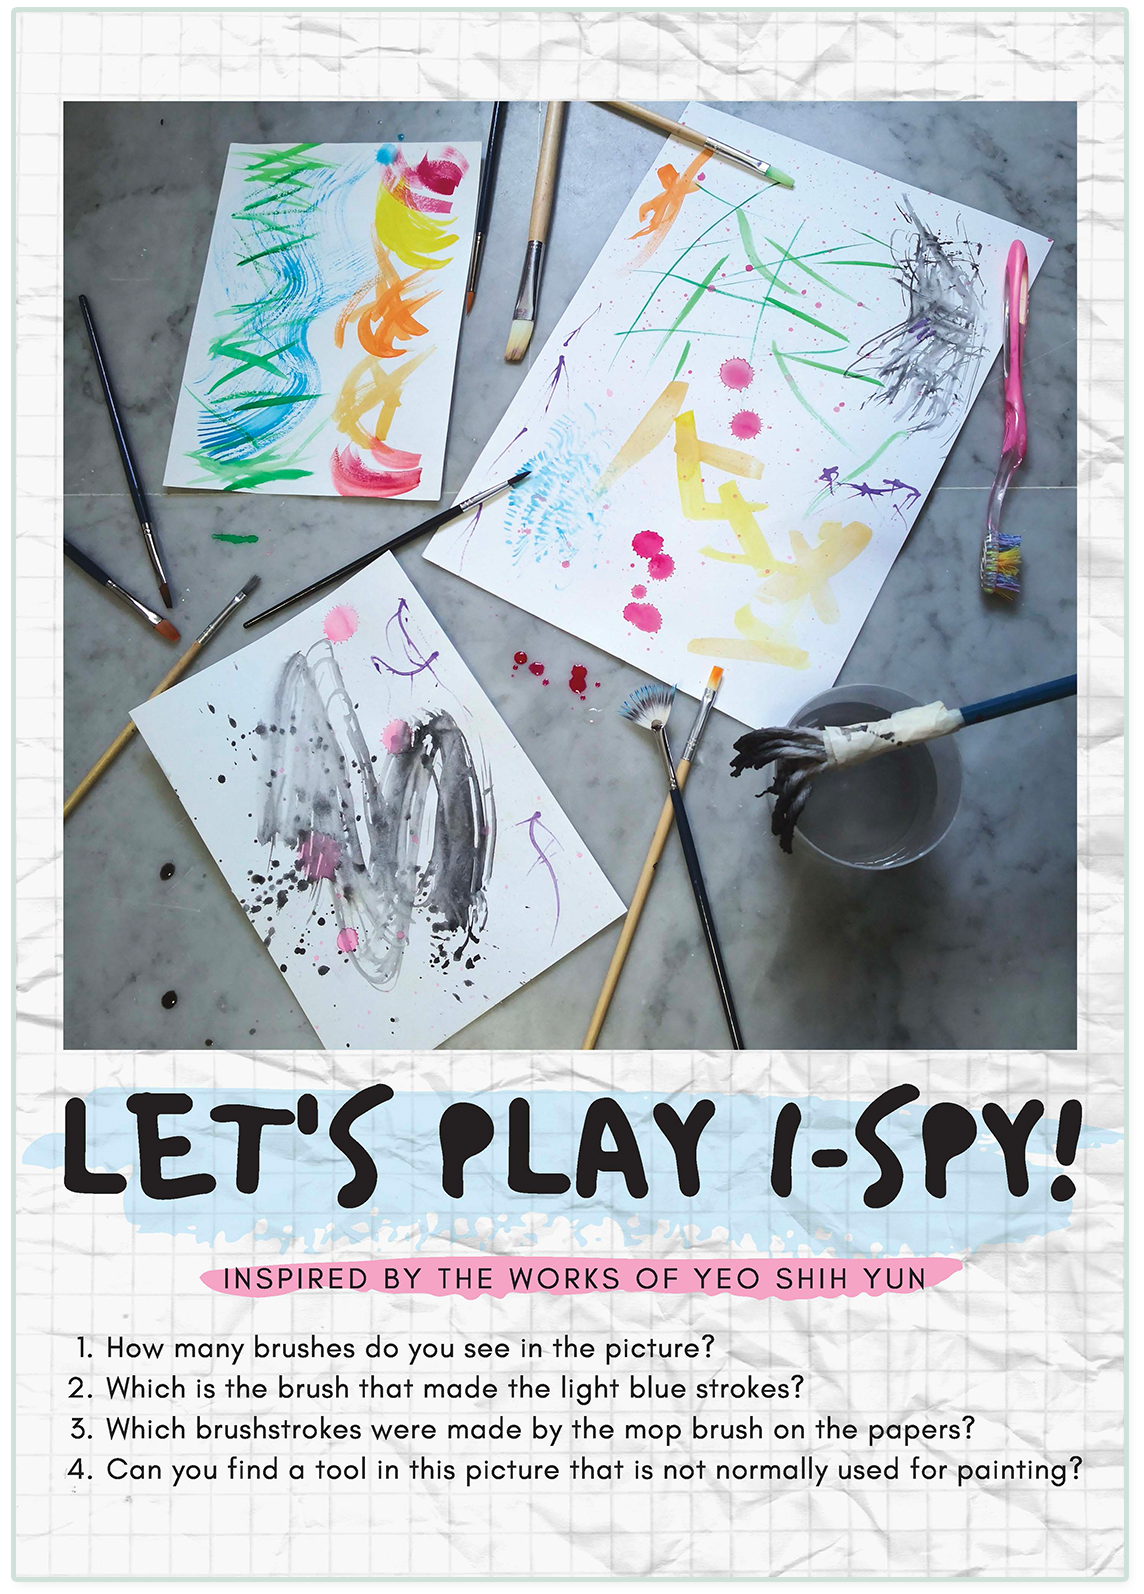 LET'S PLAY I-SPY!
INSPIRED BY THE WORKS OF YEO SHIH YUN
1. How many brushes do you see in the picture?
2. Which is the brush that made the light blue strokes?
3. Which brushstrokes were made by the mop brush on the papers?
4. Can you find a tool in this picture that is not normally used for painting?